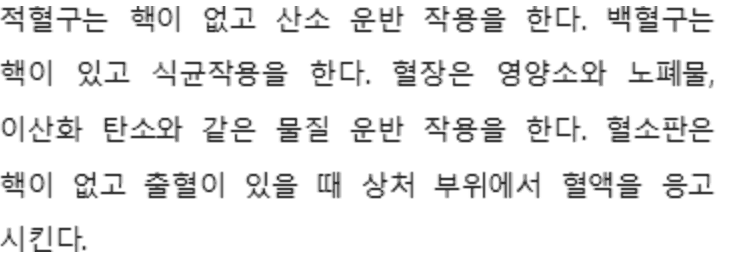 적혈구는 핵이 없고 산소 운반 작용을 한다. 백혈구는
핵이 있고 식균작용을 한다. 혈장은 영양소와 노폐물,
이산화 탄소와 같은 물질 운반 작용을 한다. 혈소판은
핵이 없고 출혈이 있을 때 상처 부위에서 혈액을 응고
시킨다.